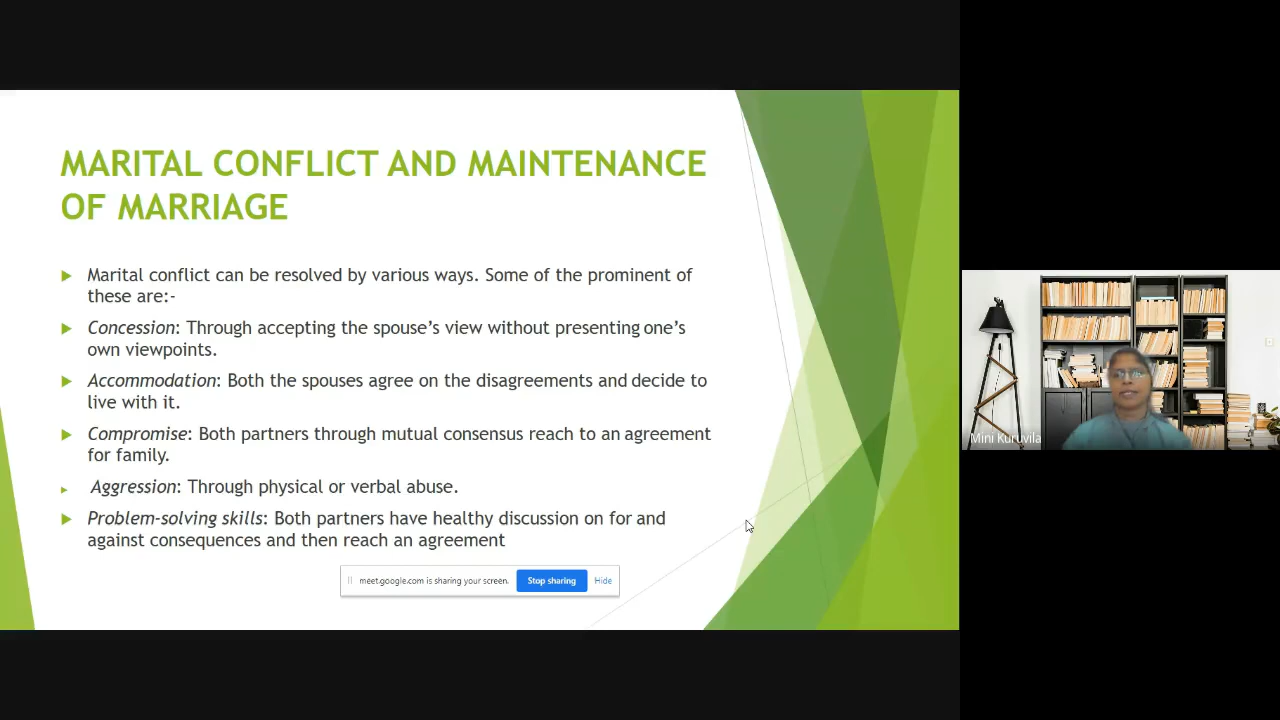 MARITAL CONFLICT AND MAINTENANCE
OF MARRIAGE
Marital conflict can be resolved by various ways. Some of the prominent of
these are:-
Concession: Through accepting the spouse's view without presenting one's
own viewpoints.
Accommodation: Both the spouses agree on the disagreements and decide to
live with it.
Compromise: Both partners through mutual consensus reach to an agreement
for family.
Aggression: Through physical or verbal abuse.
Problem-solving skills: Both partners have healthy discussion on for and
against consequences and then reach an agreement
meet.google.com is sharing your screen. Stop sharing Hide
Mini Kuruvila